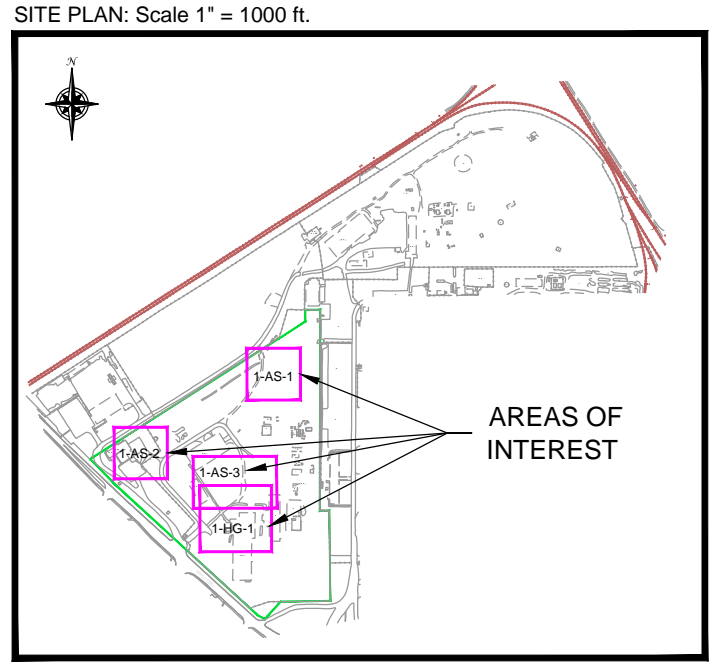 SITE PLAN: Scale 1" = 1000 ft.
N
1-AS-1
AREAS OF
INTEREST
1-AS-2
1-AS-3
1-HG-1